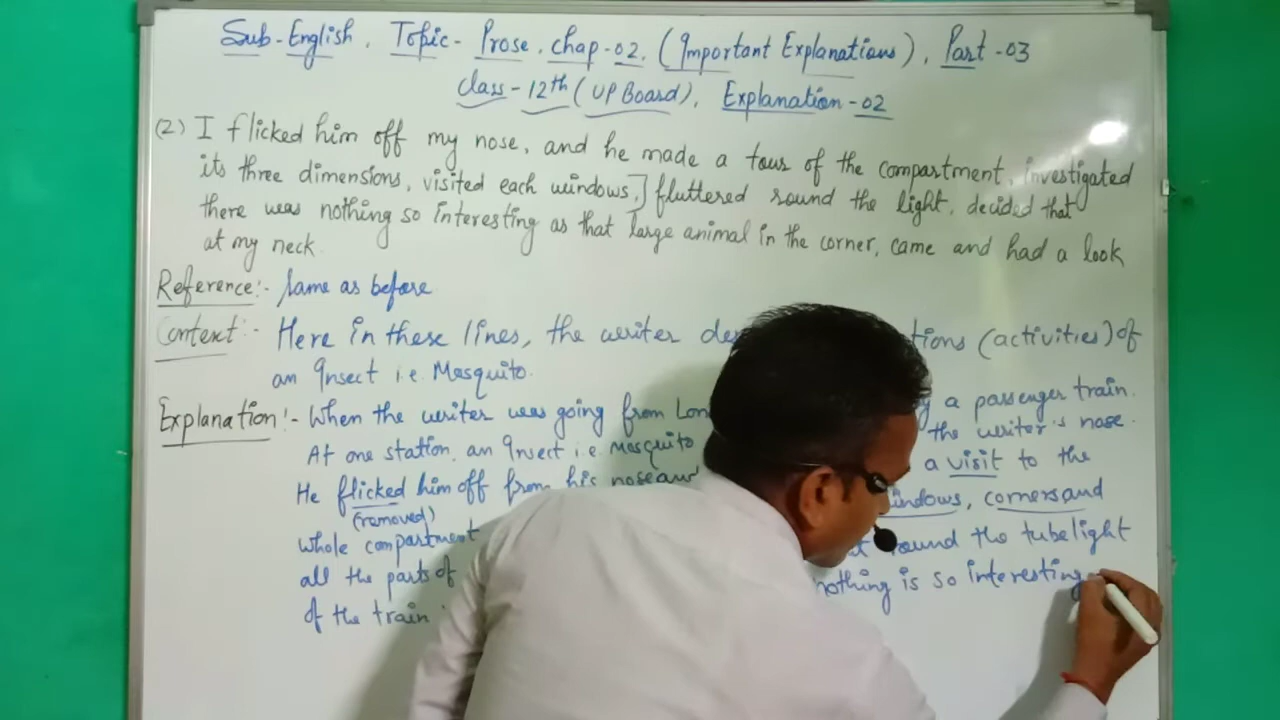 Sub-English. Topic- Prose. chap-02. (Important Explanations), Part-03
Class-12th (UP Board), Explanation-02
(2) I flicked him off my nose, and he made a tour of the compartment, investigated
its three dimensions, visited each windows, fluttered round the light, decided that
there was nothing so interesting as that large animal in the corner, came and had a look
at my neck.
Reference:- Same as before
Context:- Here in these lines, the writer tions (activities) of
an Insect i.e. Mosquito.
Explanation:- When the writer was going from a passenger train.
At one station, an Insect i.e. Mosquito the writer's nose.
He flicked him off from his nose and a visit to the
(removed)
whole compartment windows, corners and
all the parts of round the tubelight
of the train nothing is so interesting